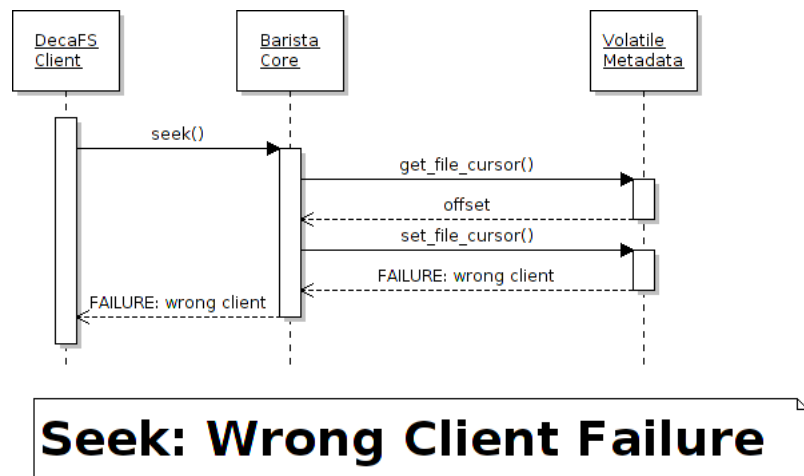 DecaFS
Client
Barista
Core
Volatile
Metadata
seek()
get_file_cursor()
offset
set_file_cursor()
FAILURE: wrong client
FAILURE: wrong client
Seek: Wrong Client Failure